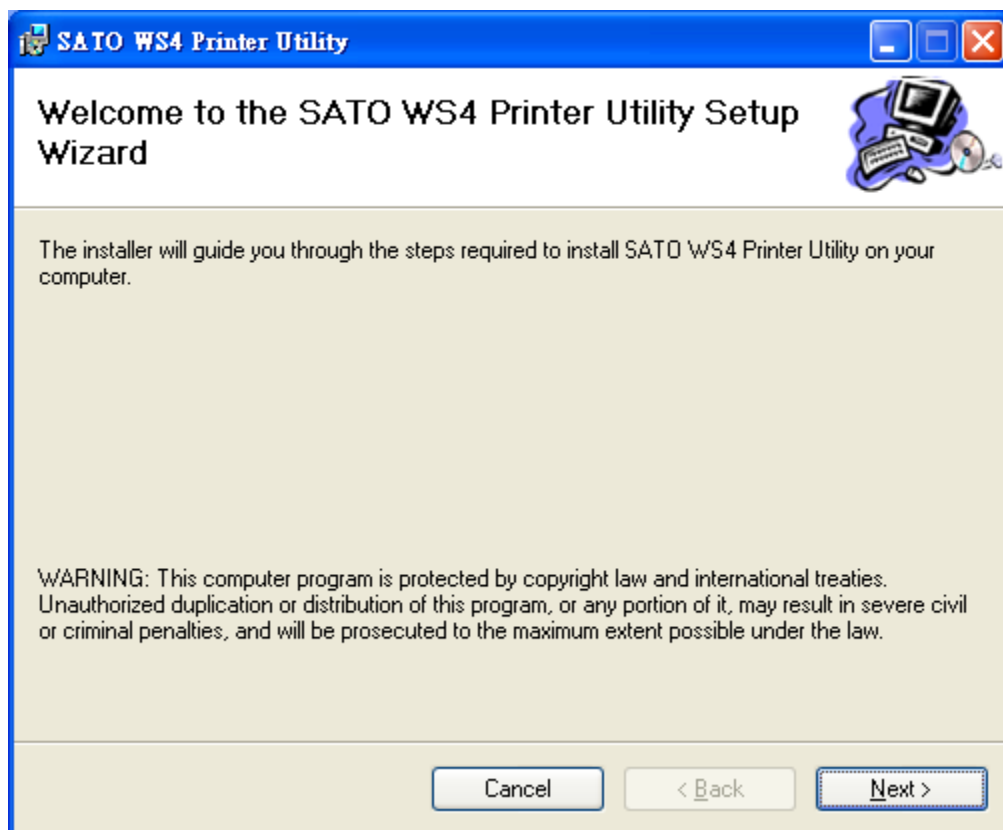 SATO WS4 Printer Utility
Welcome to the SATO WS4 Printer Utility Setup
Wizard
The installer will guide you through the steps required to install SATO WS4 Printer Utility on your
computer.
WARNING: This computer program is protected by copyright law and international treaties.
Unauthorized duplication or distribution of this program, or any portion of it, may result in severe civil
or criminal penalties, and will be prosecuted to the maximum extent possible under the law.
Cancel < Back Next >